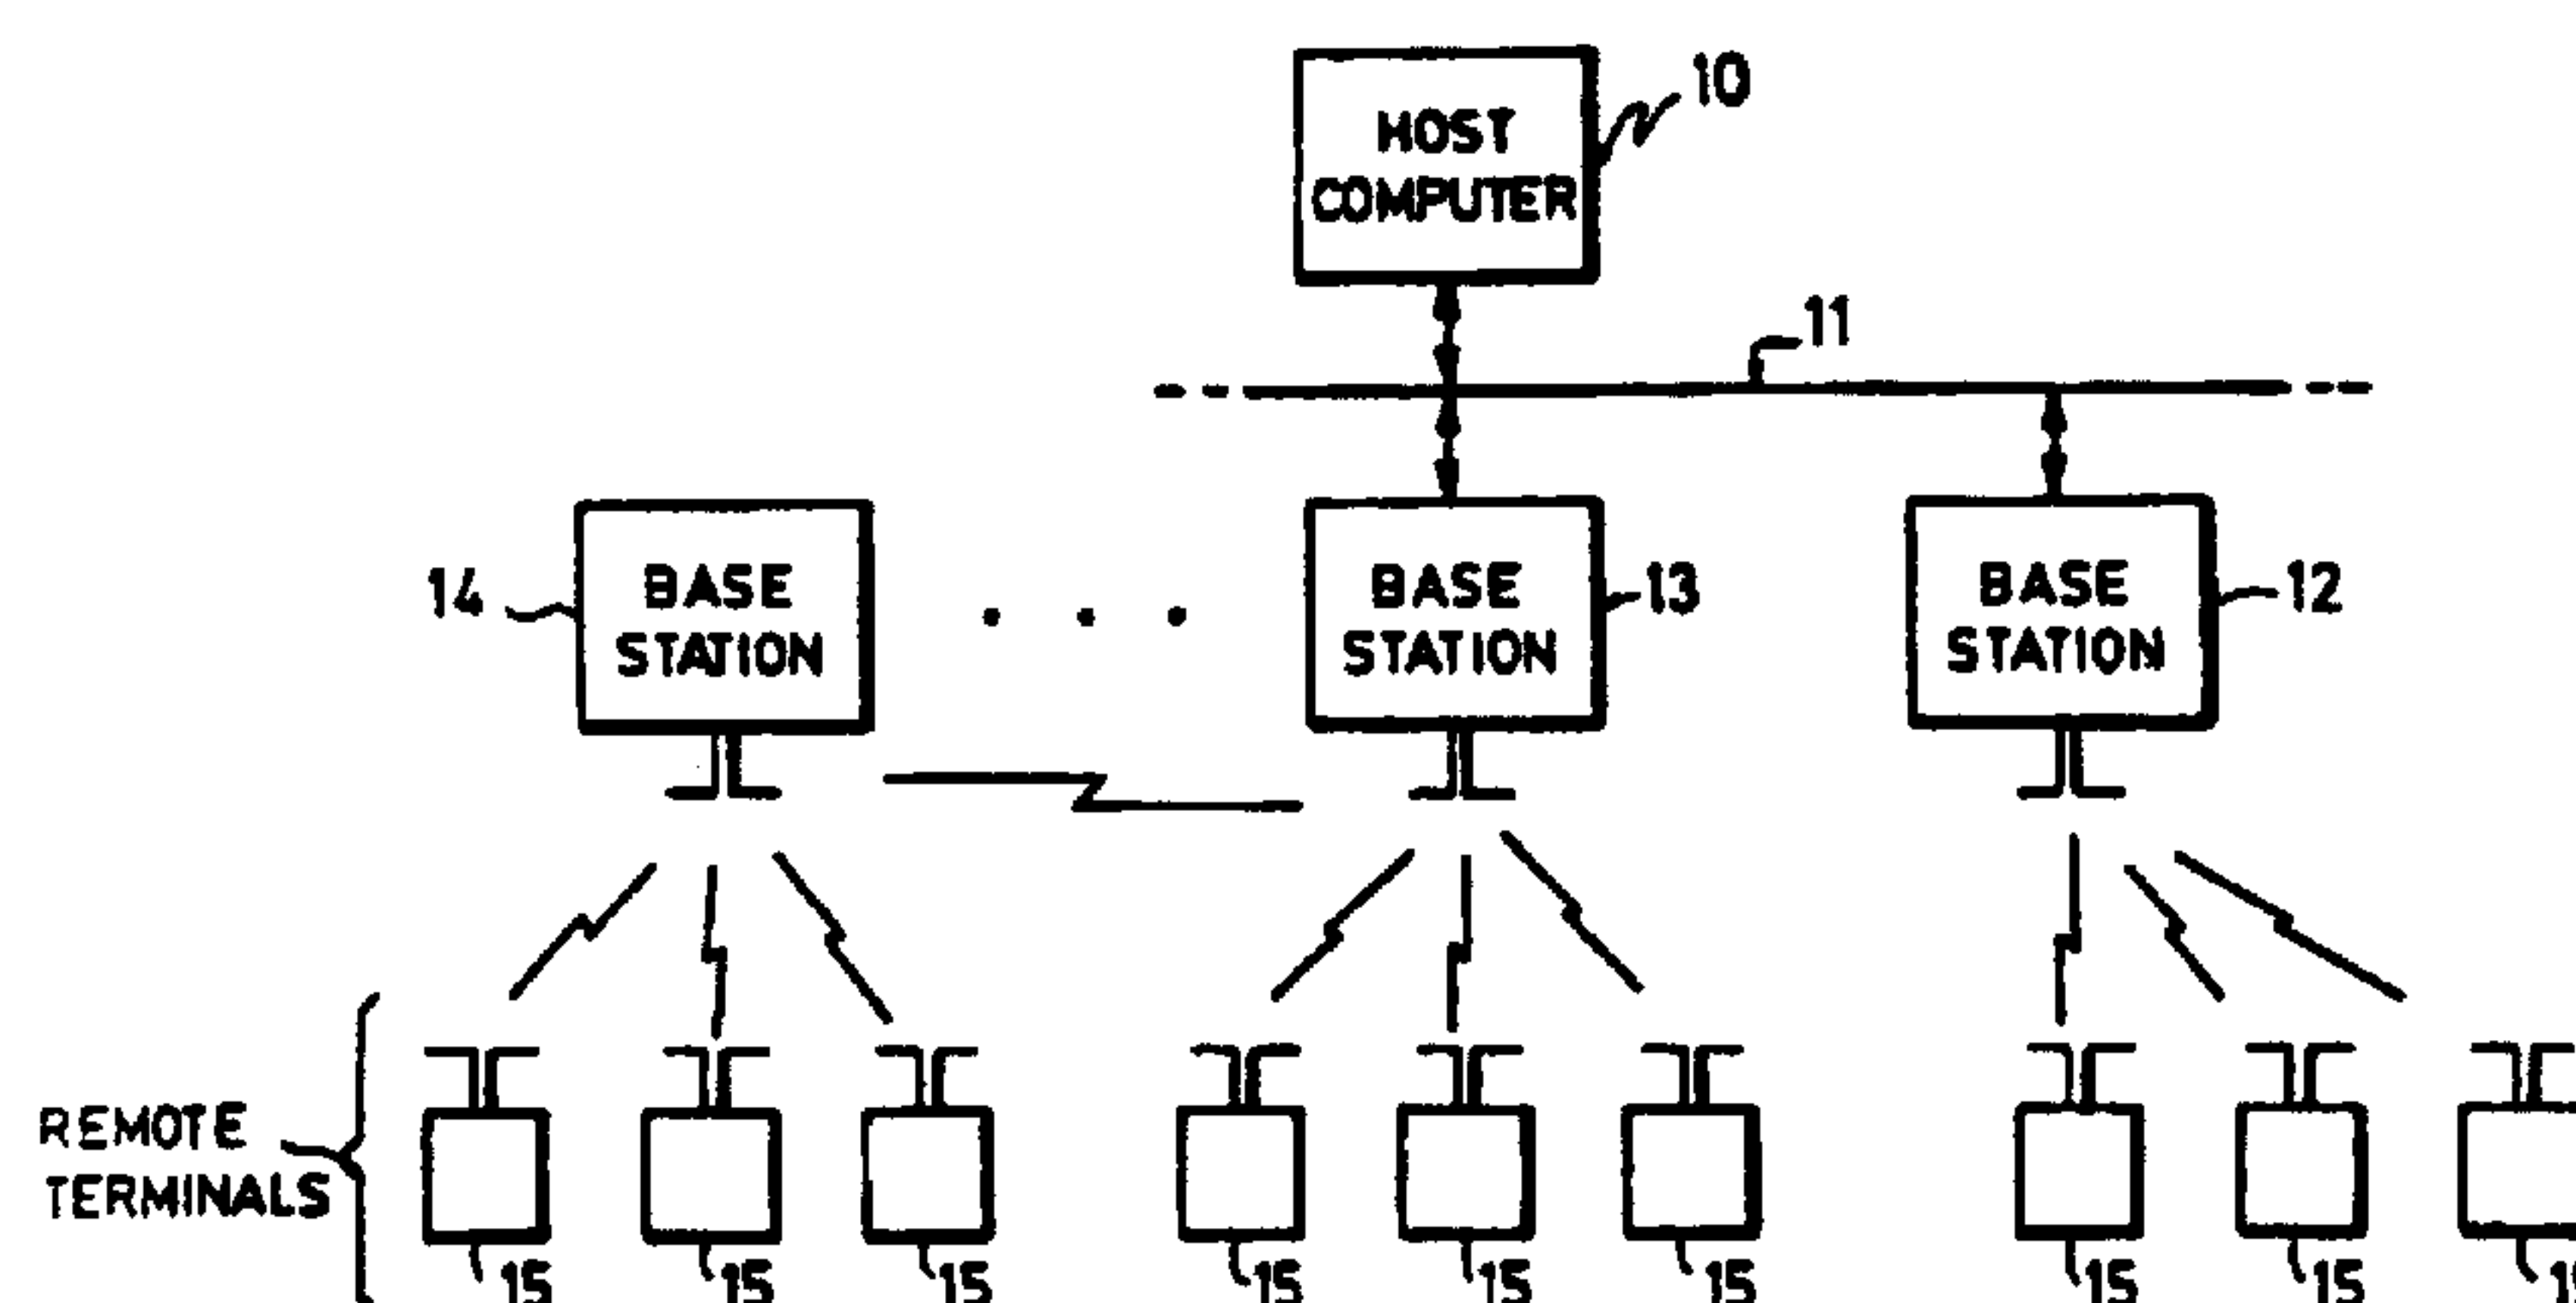 10
HOST
COMPUTER
11
14
BASE
STATION
13
BASE
STATION
12
BASE
STATION
REMOTE
TERMINALS
15
15
15
15
15
15
15
15